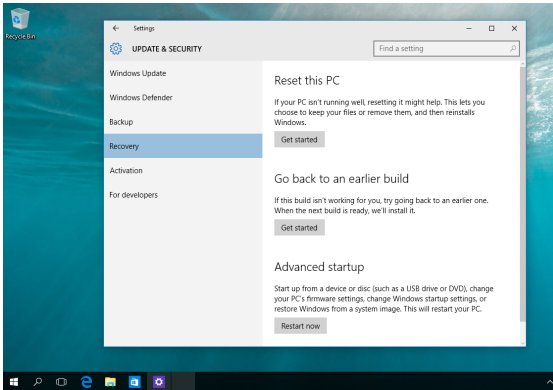 Recycle Bin
Settings
UPDATE & SECURITY
Find a setting
Windows Update
Windows Defender
Backup
Recovery
Activation
For developers
Reset this PC
If your PC isn't running well, resetting it might help. This lets you
choose to keep your files or remove them, and then reinstalls
Windows.
Get started
Go back to an earlier build
If this build isn't working for you, try going back to an earlier one.
When the next build is ready, we'll install it.
Get started
Advanced startup
Start up from a device or disc (such as a USB drive or DVD), change
your PC's firmware settings, change Windows startup settings, or
restore Windows from a system image. This will restart your PC.
Restart now